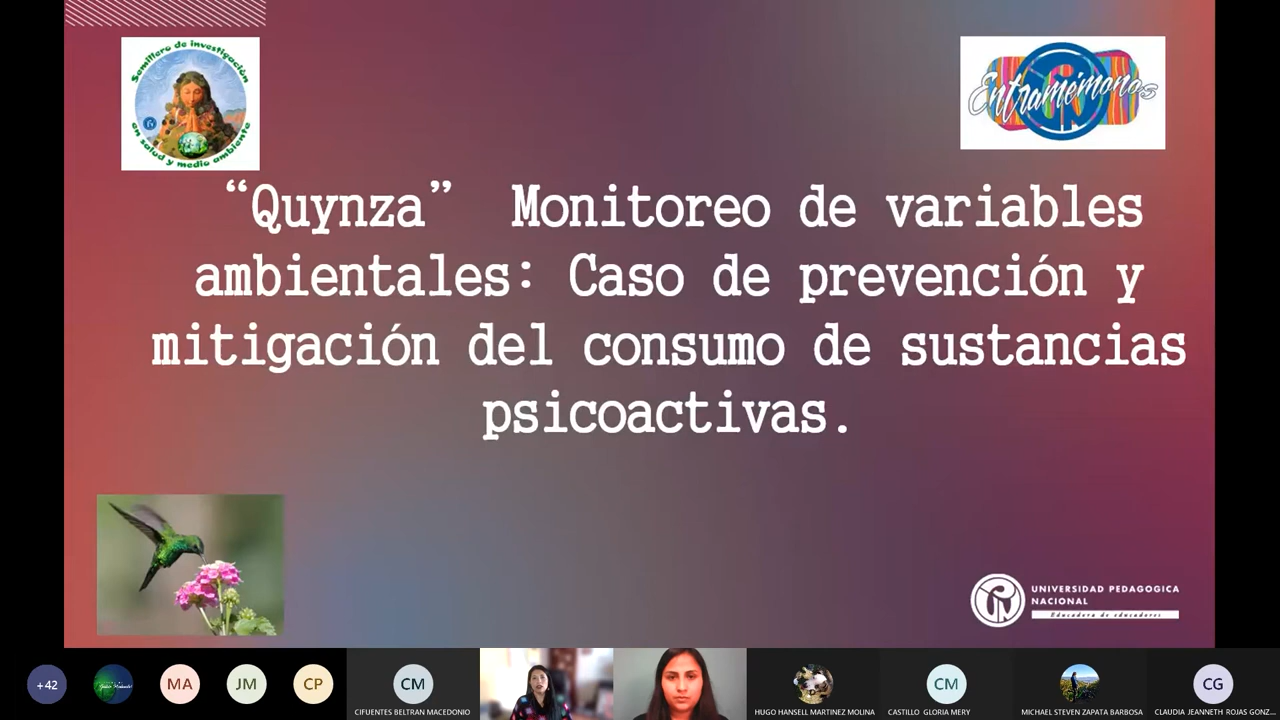 Semillero de investigación
en salud y medio ambiente
Entramémonos
“Quynza” Monitoreo de variables
ambientales: Caso de prevención y
mitigación del consumo de sustancias
psicoactivas.
UNIVERSIDAD PEDAGOGICA
NACIONAL
Educadora de educadores
+42
MA
JM
CP
CM
CIFUENTES BELTRAN MACEDONIO
HUGO HANSELL MARTINEZ MOLINA
CM
CASTILLO GLORIA MERY
MICHAEL STEVEN ZAPATA BARBOSA
CG
CLAUDIA JEANNETH ROJAS GONZ...